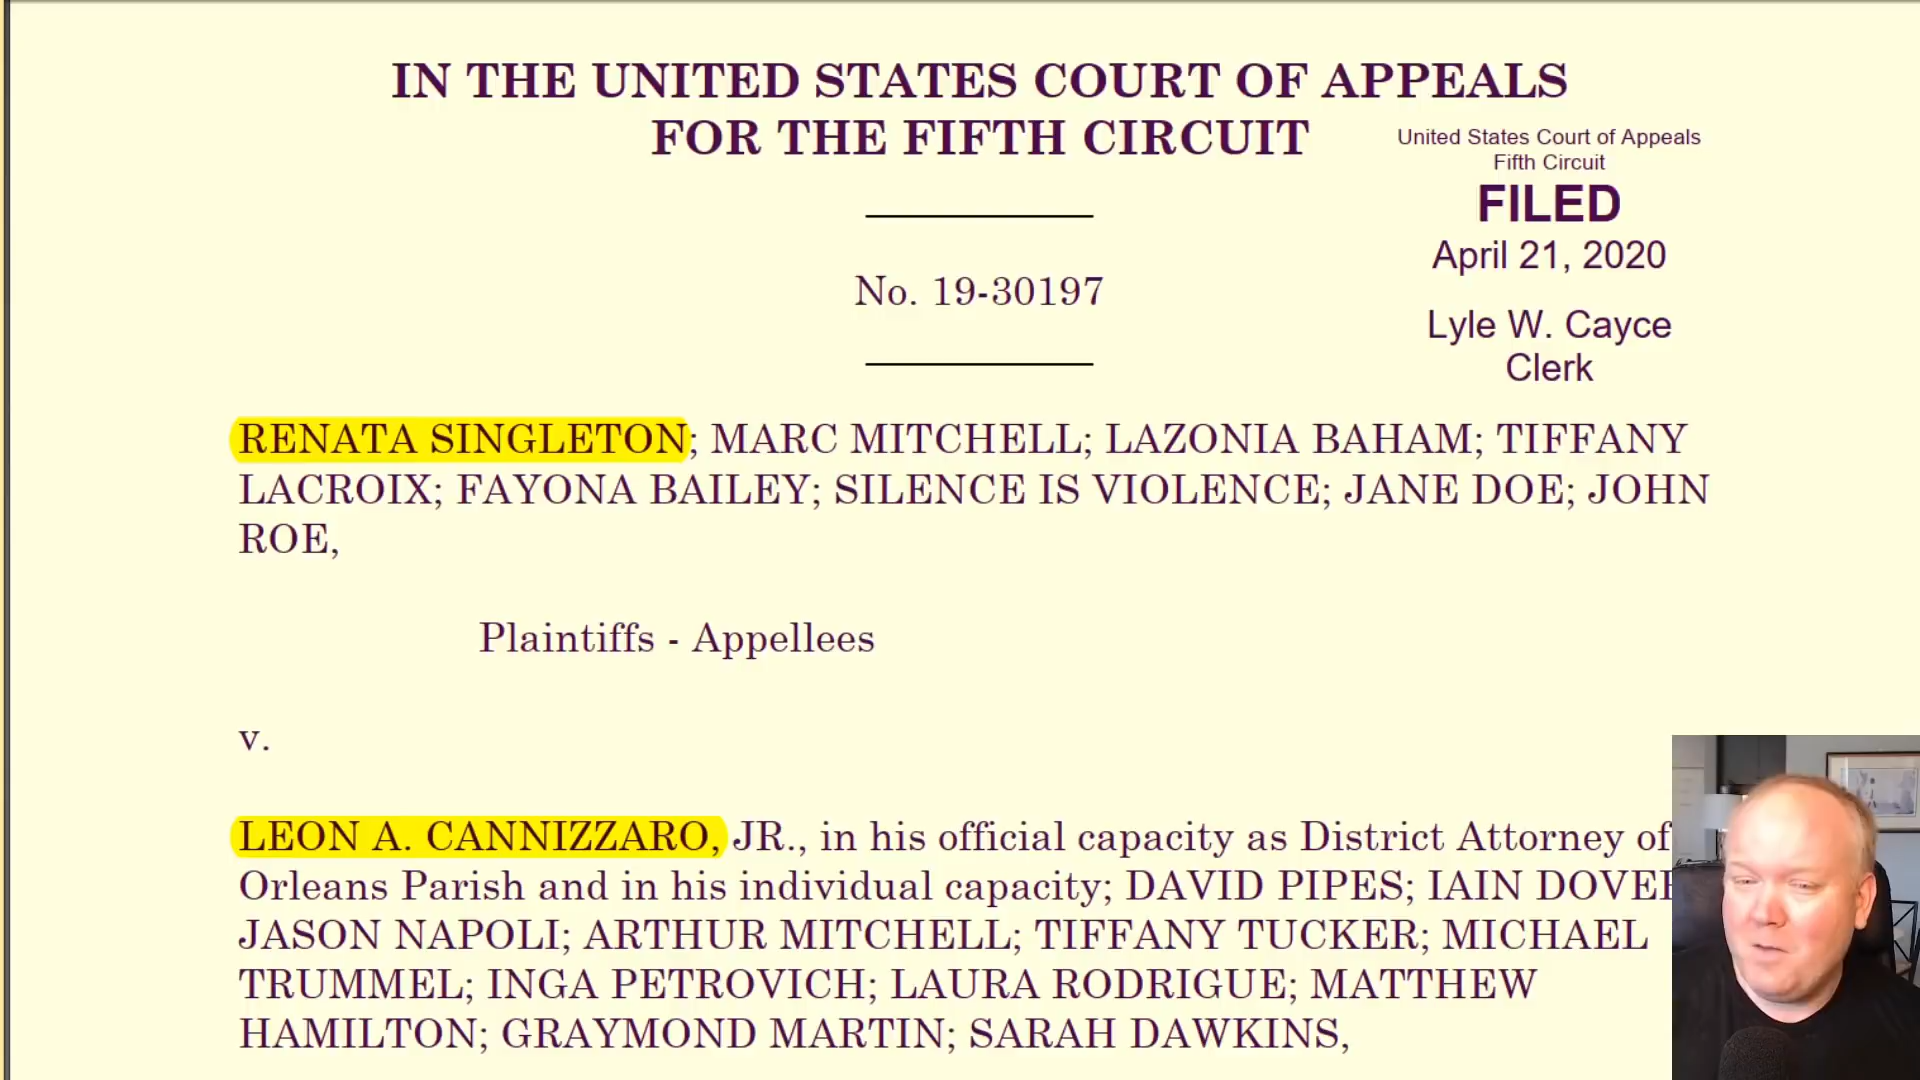 IN THE UNITED STATES COURT OF APPEALS
FOR THE FIFTH CIRCUIT
United States Court of Appeals
Fifth Circuit
FILED
April 21, 2020
Lyle W. Cayce
Clerk
No. 19-30197
RENATA SINGLETON; MARC MITCHELL; LAZONIA BAHAM; TIFFANY
LACROIX; FAYONA BAILEY; SILENCE IS VIOLENCE; JANE DOE; JOHN
ROE,
Plaintiffs - Appellees
v.
LEON A. CANNIZZARO, JR., in his official capacity as District Attorney of
Orleans Parish and in his individual capacity; DAVID PIPES; IAIN
JASON NAPOLI; ARTHUR MITCHELL; TIFFANY TUCKER; MICHAEL
TRUMMEL; INGA PETROVICH; LAURA RODRIGUE; MATTHEW
HAMILTON; GRAYMOND MARTIN; SARAH DAWKINS,